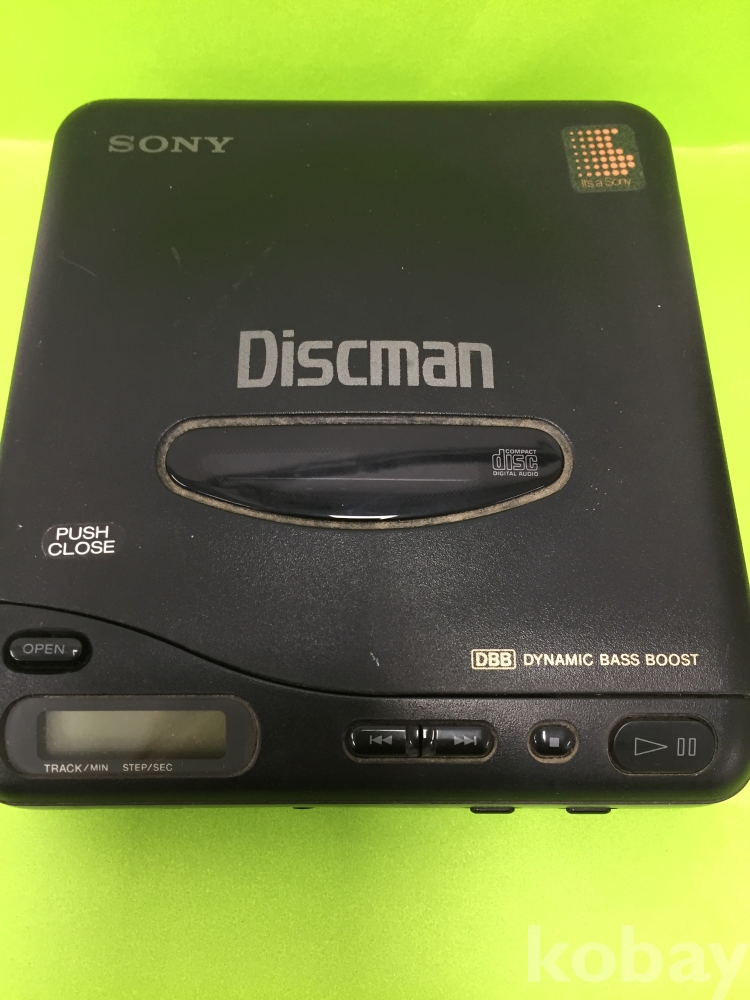 SONY
It's a Sony
Discman
COMPACT
disc
DIGITAL AUDIO
PUSH
CLOSE
OPEN
DBB DYNAMIC BASS BOOST
TRACK/MIN STEP/SEC
kobay